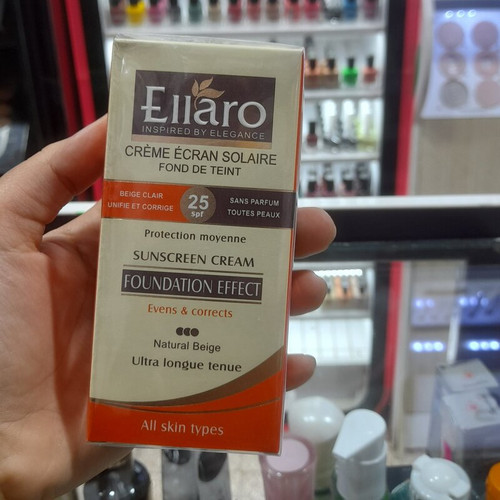 Ellaro
INSPIRED BY ELEGANCE
CRÈME ÉCRAN SOLAIRE
FOND DE TEINT
BEIGE CLAIR
UNIFIE ET CORRIGE
25
spf
SANS PARFUM
TOUTES PEAUX
Protection moyenne
SUNSCREEN CREAM
FOUNDATION EFFECT
Evens & corrects
Natural Beige
Ultra longue tenue
All skin types